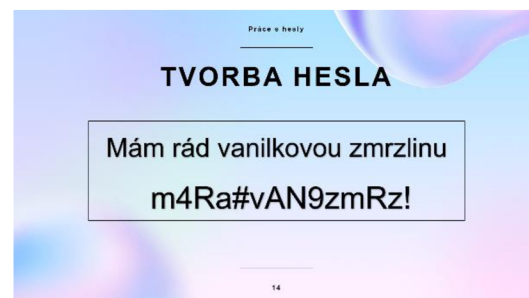 Práce s hesly
TVORBA HESLA
Mám rád vanilkovou zmrzlinu
m4Ra#vAN9zmRz!
14